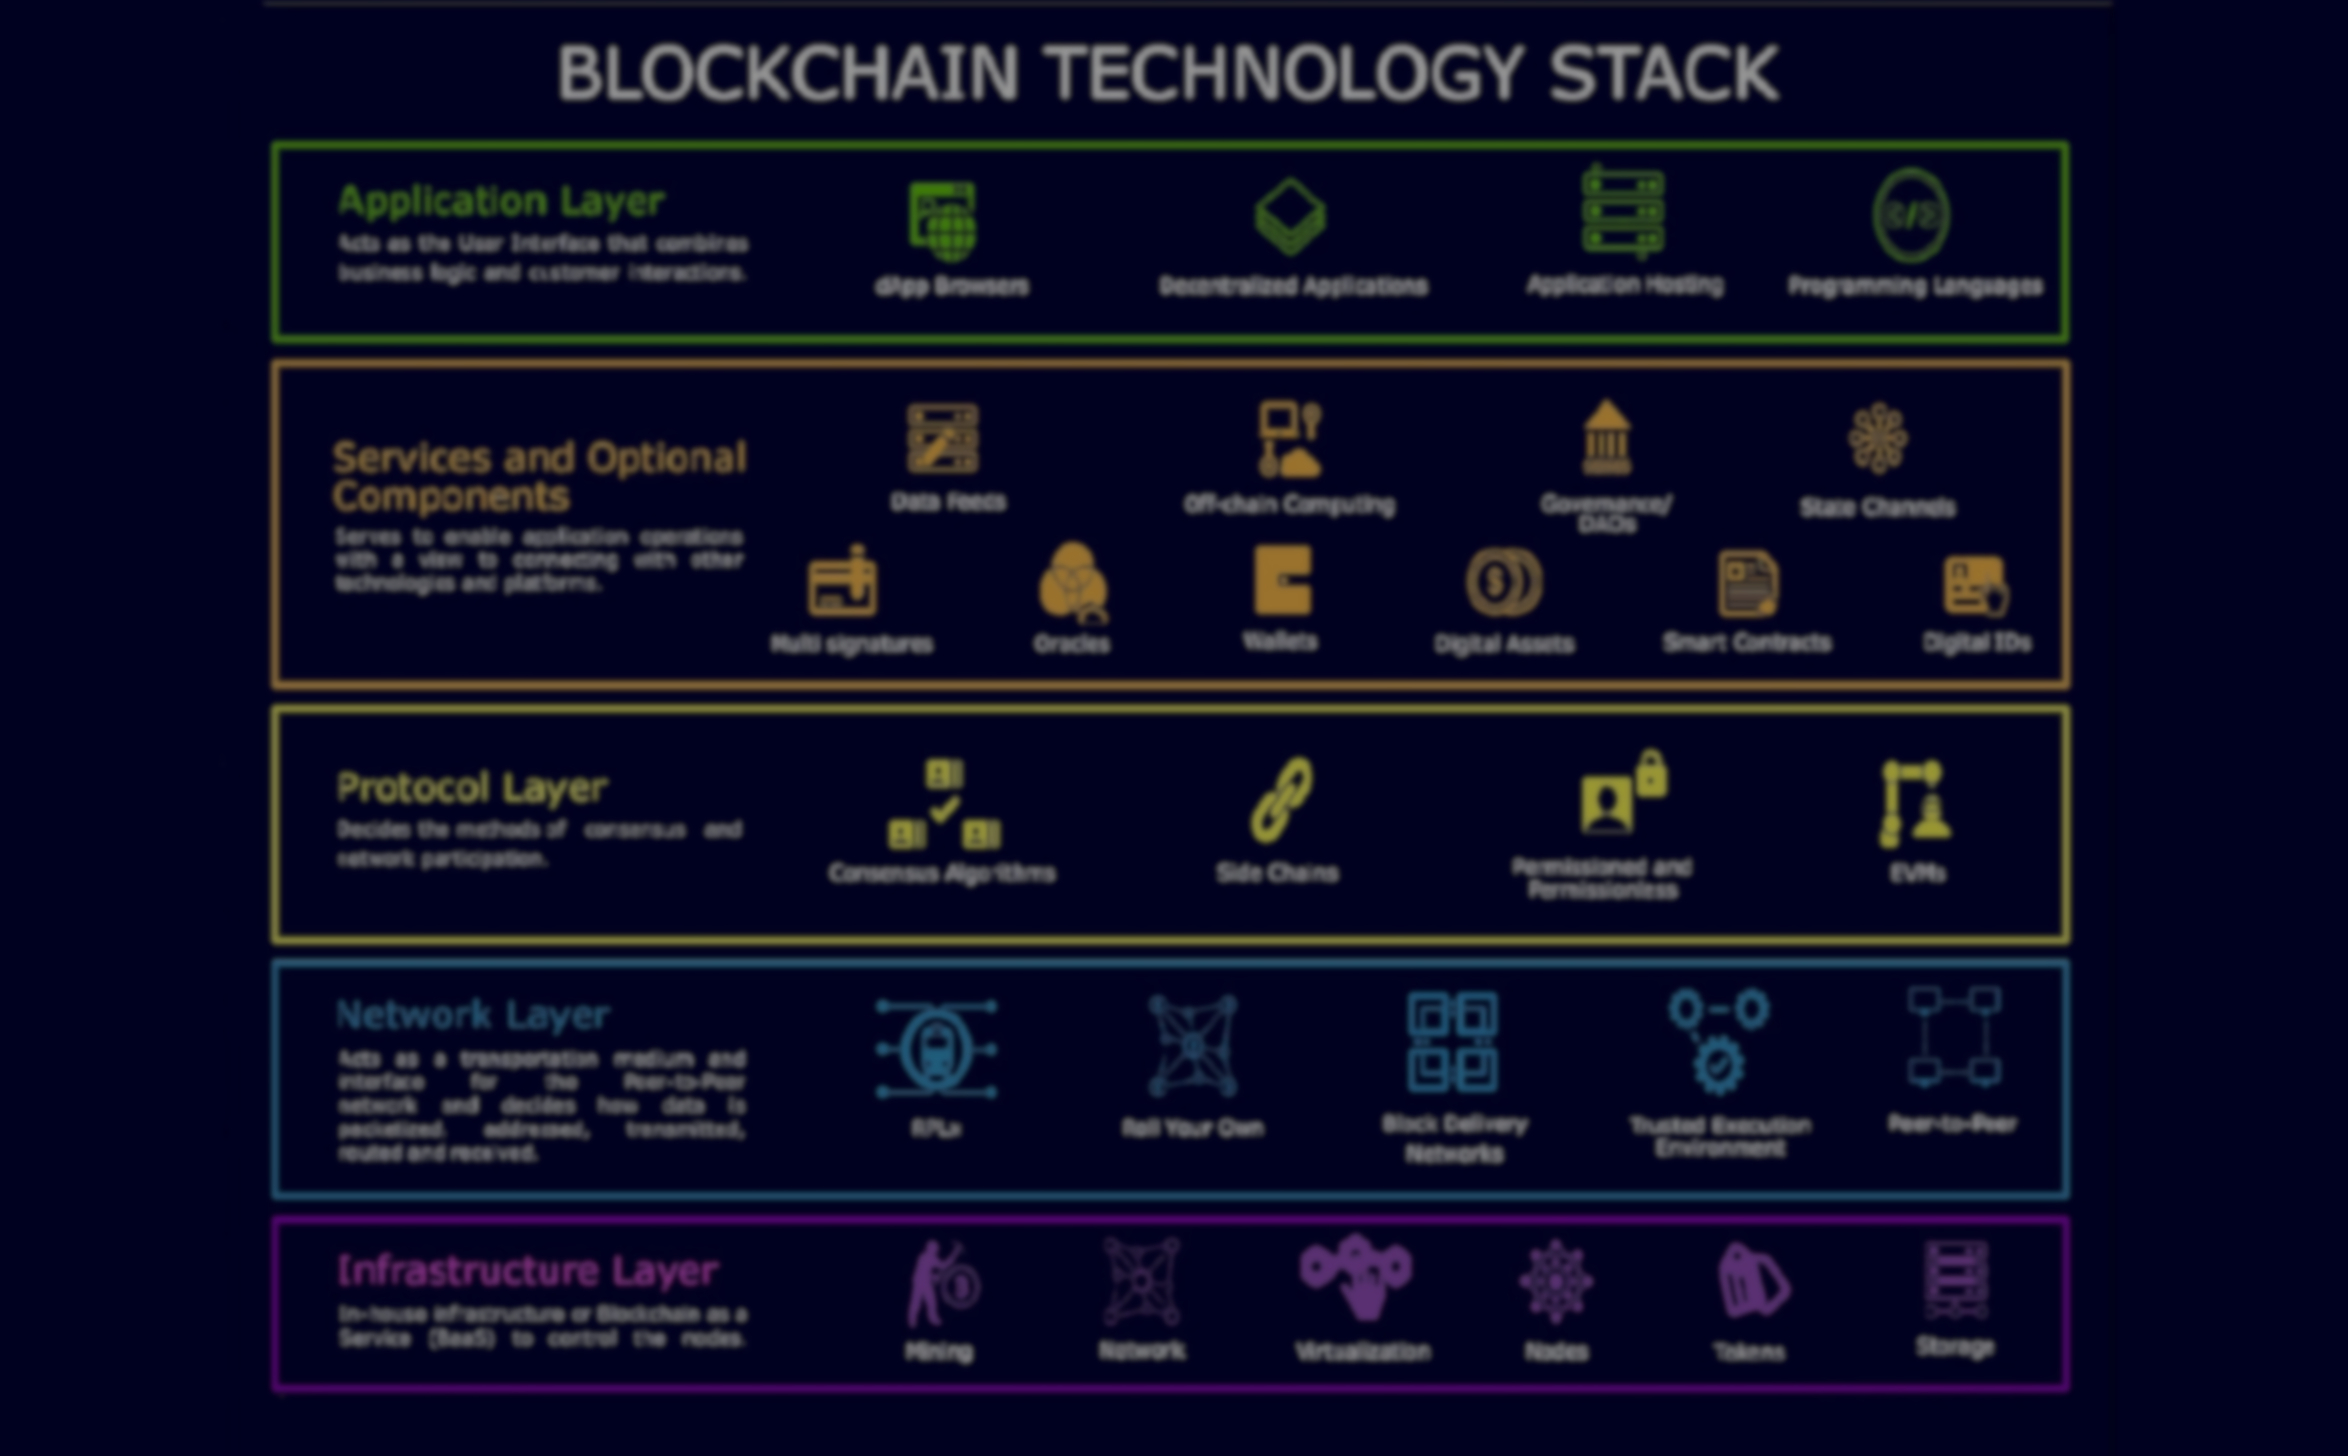 BLOCKCHAIN TECHNOLOGY STACK
Application Layer
Acts as the User Interface that combines
business logic and customer interactions.
dApp Browsers
Decentralized Applications
Application Hosting
Programming Languages
Services and Optional
Components
Serves to enable application operations
with a view to connecting with other
technologies and platforms.
Data Feeds
Off-chain Computing
Governance/
DAOs
State Channels
Multi signatures
Oracles
Wallets
Digital Assets
Smart Contracts
Digital IDs
Protocol Layer
Decides the methods of consensus and
network participation.
Consensus Algorithms
Side Chains
Permissioned and
Permissionless
EVMs
Network Layer
Acts as a transportation medium and
interface for the Peer-to-Peer
network and decides how data is
packetized, addressed, transmitted,
routed and received.
Roll Your Own
Block Delivery
Networks
Trusted Execution
Environment
Peer-to-Peer
Infrastructure Layer
In-house infrastructure or Blockchain as a
Service (BaaS) to control the nodes.
Mining
Network
Virtualization
Nodes
Tokens
Storage